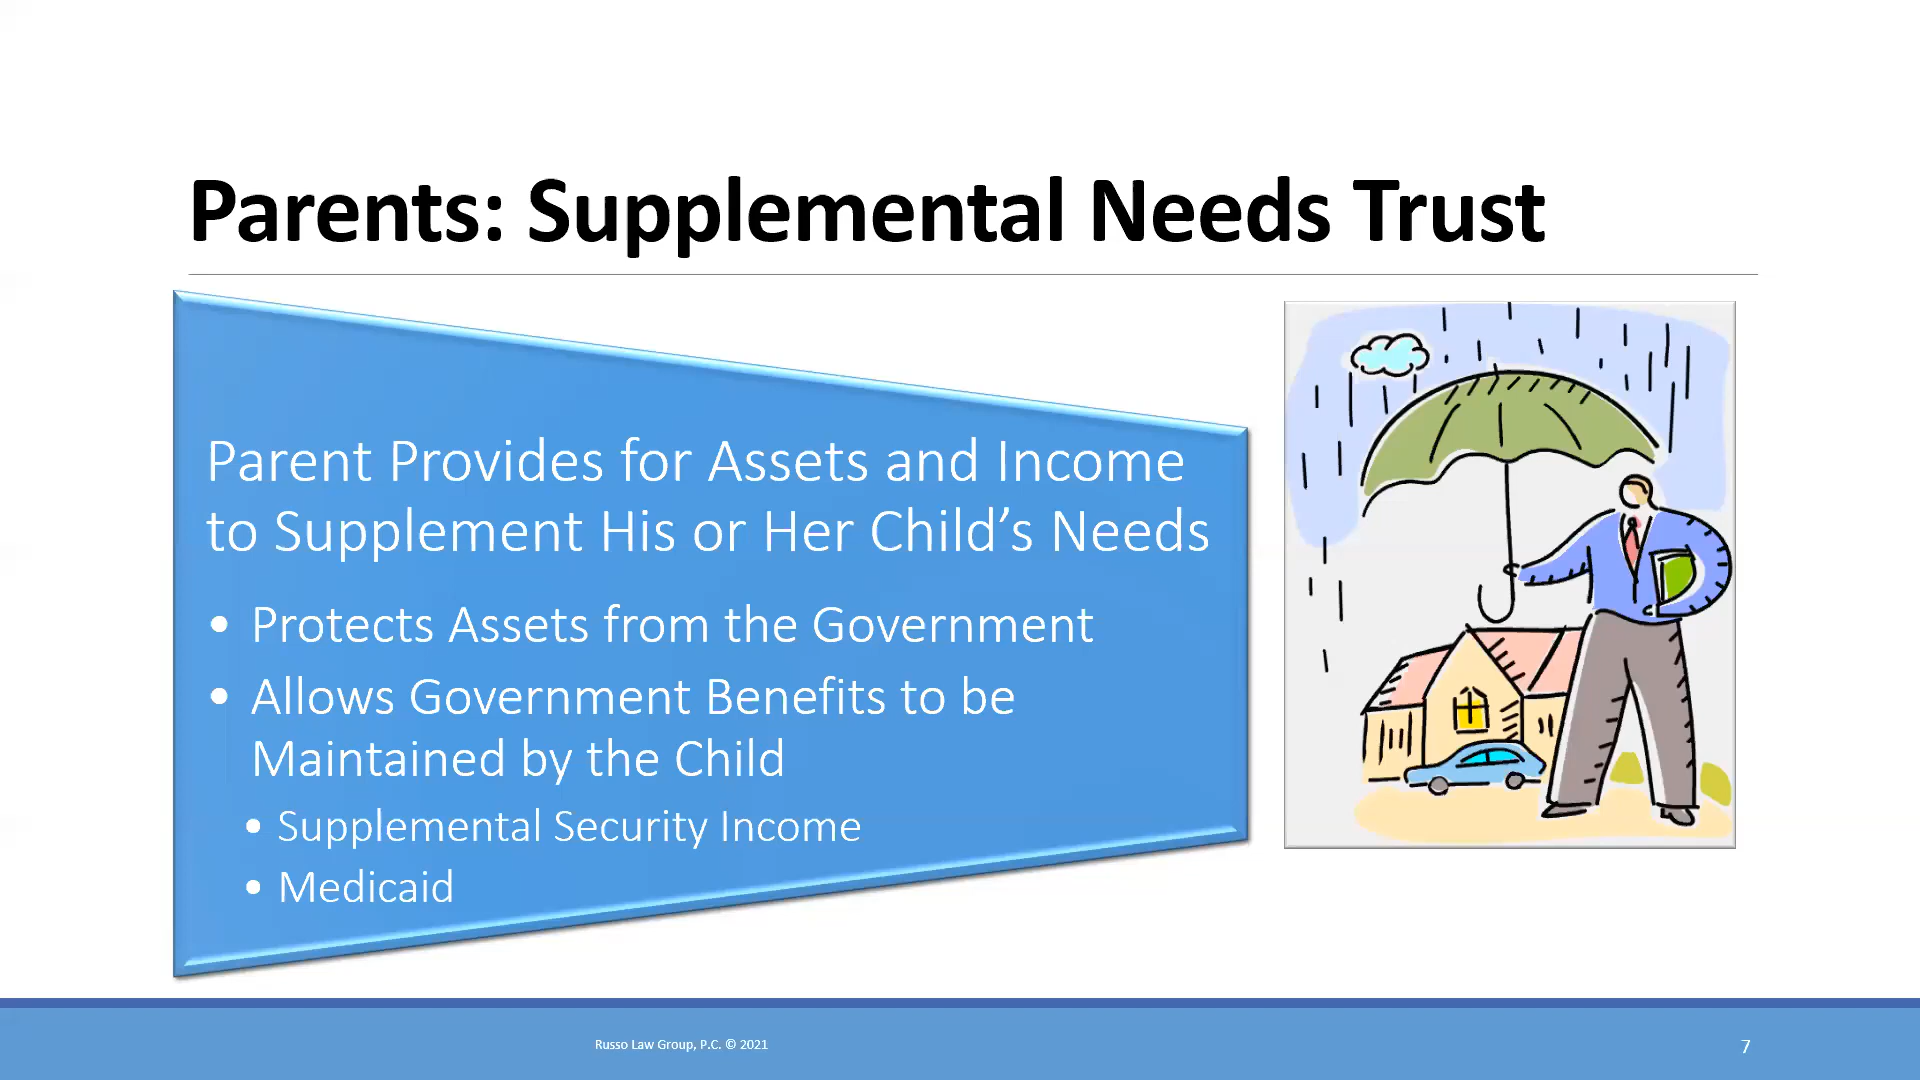 Parents: Supplemental Needs Trust
Parent Provides for Assets and Income
to Supplement His or Her Child’s Needs
• Protects Assets from the Government
• Allows Government Benefits to be
Maintained by the Child
• Supplemental Security Income
• Medicaid
Russo Law Group, P.C. © 2021
7